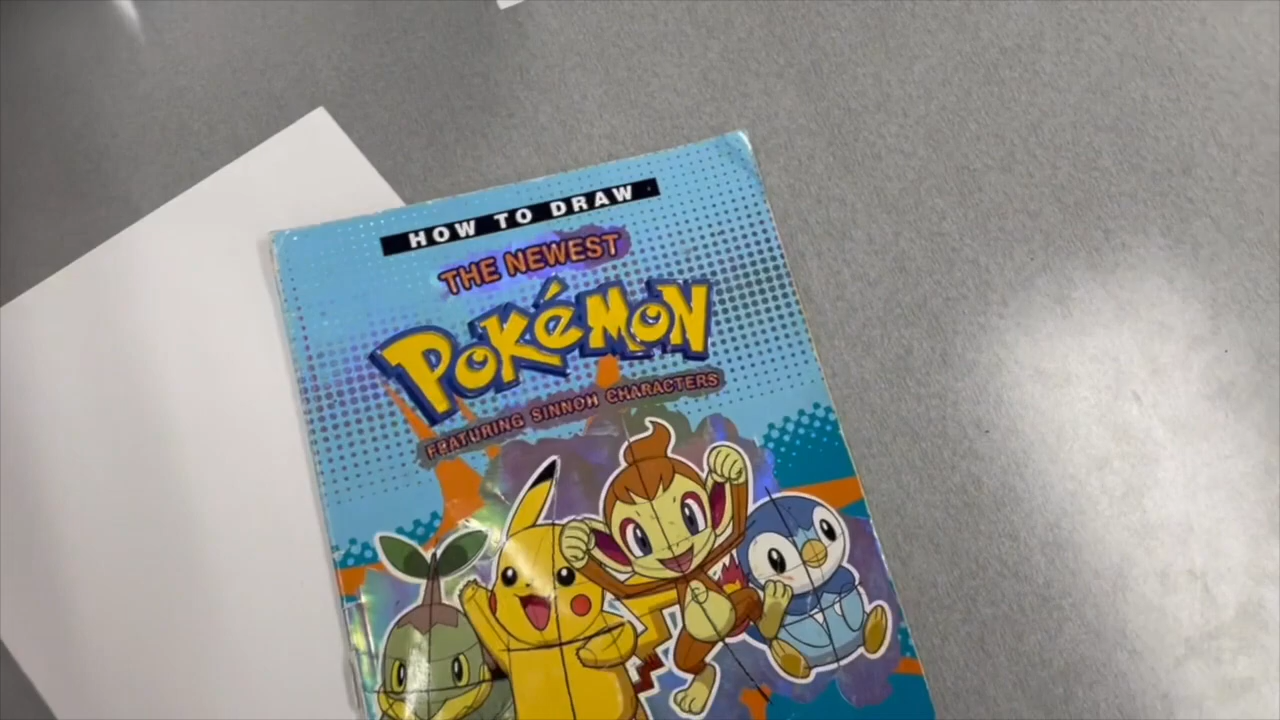 HOW TO DRAW
THE NEWEST
POKéMON
FEATURING SINNOH CHARACTERS